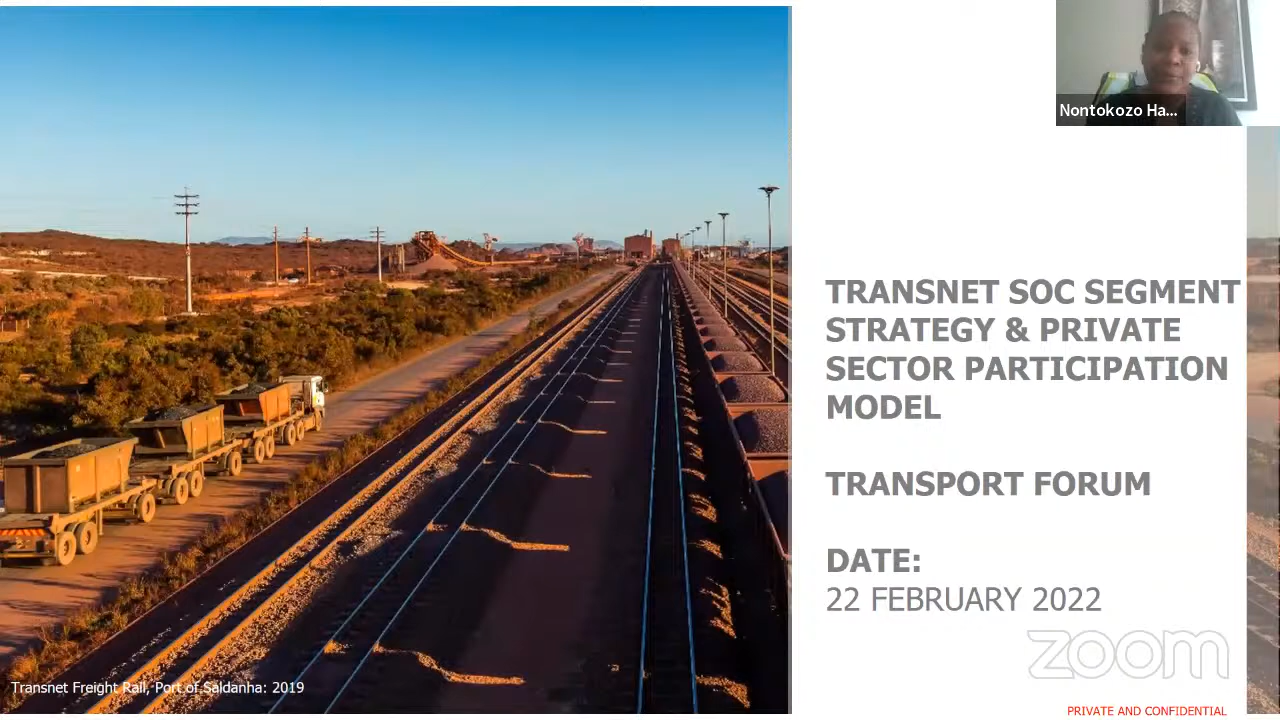 Nontokozo Ha...
TRANSNET SOC SEGMENT
STRATEGY & PRIVATE
SECTOR PARTICIPATION
MODEL
TRANSPORT FORUM
DATE:
22 FEBRUARY 2022
zoom
Transnet Freight Rail, Port of Saldanha: 2019
PRIVATE AND CONFIDENTIAL